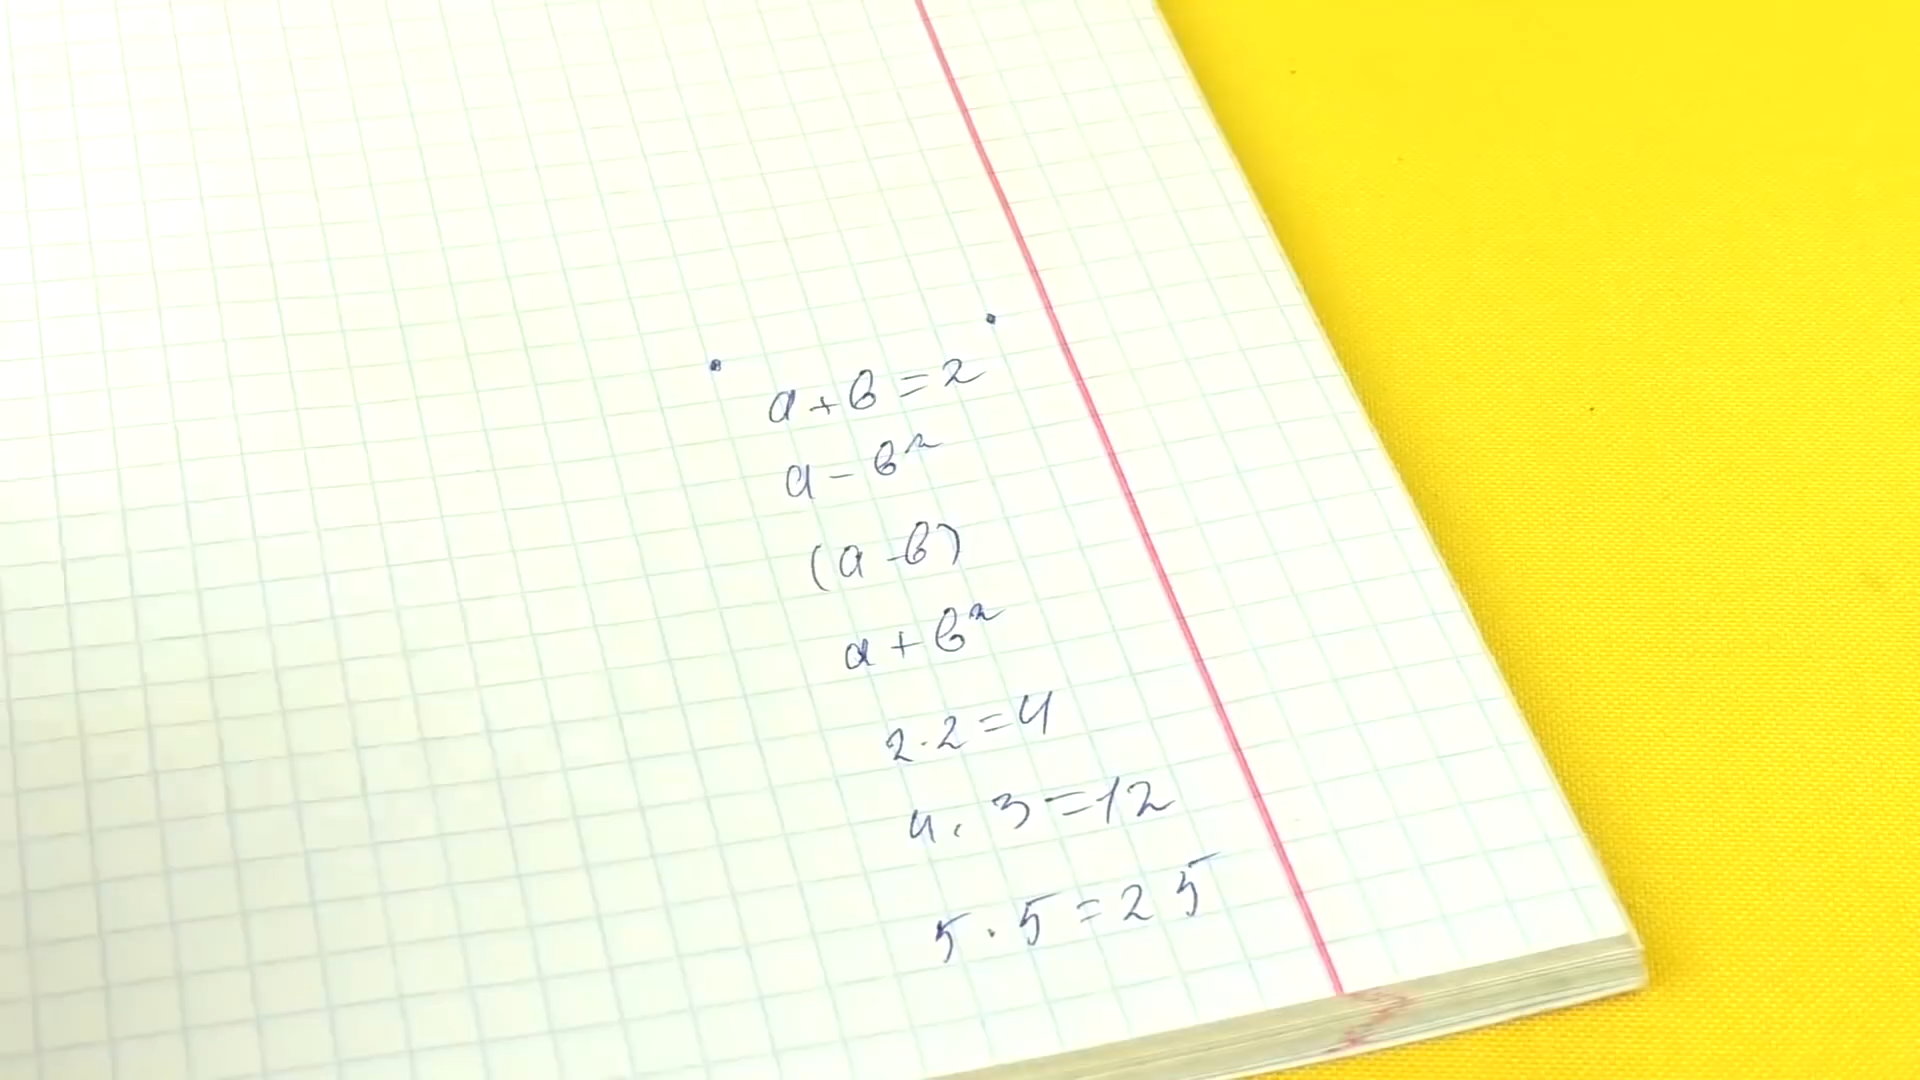 a + b = 2
a - b²
(a - b)
a + b²
2 · 2 = 4
4 · 3 = 12
5 · 5 = 25